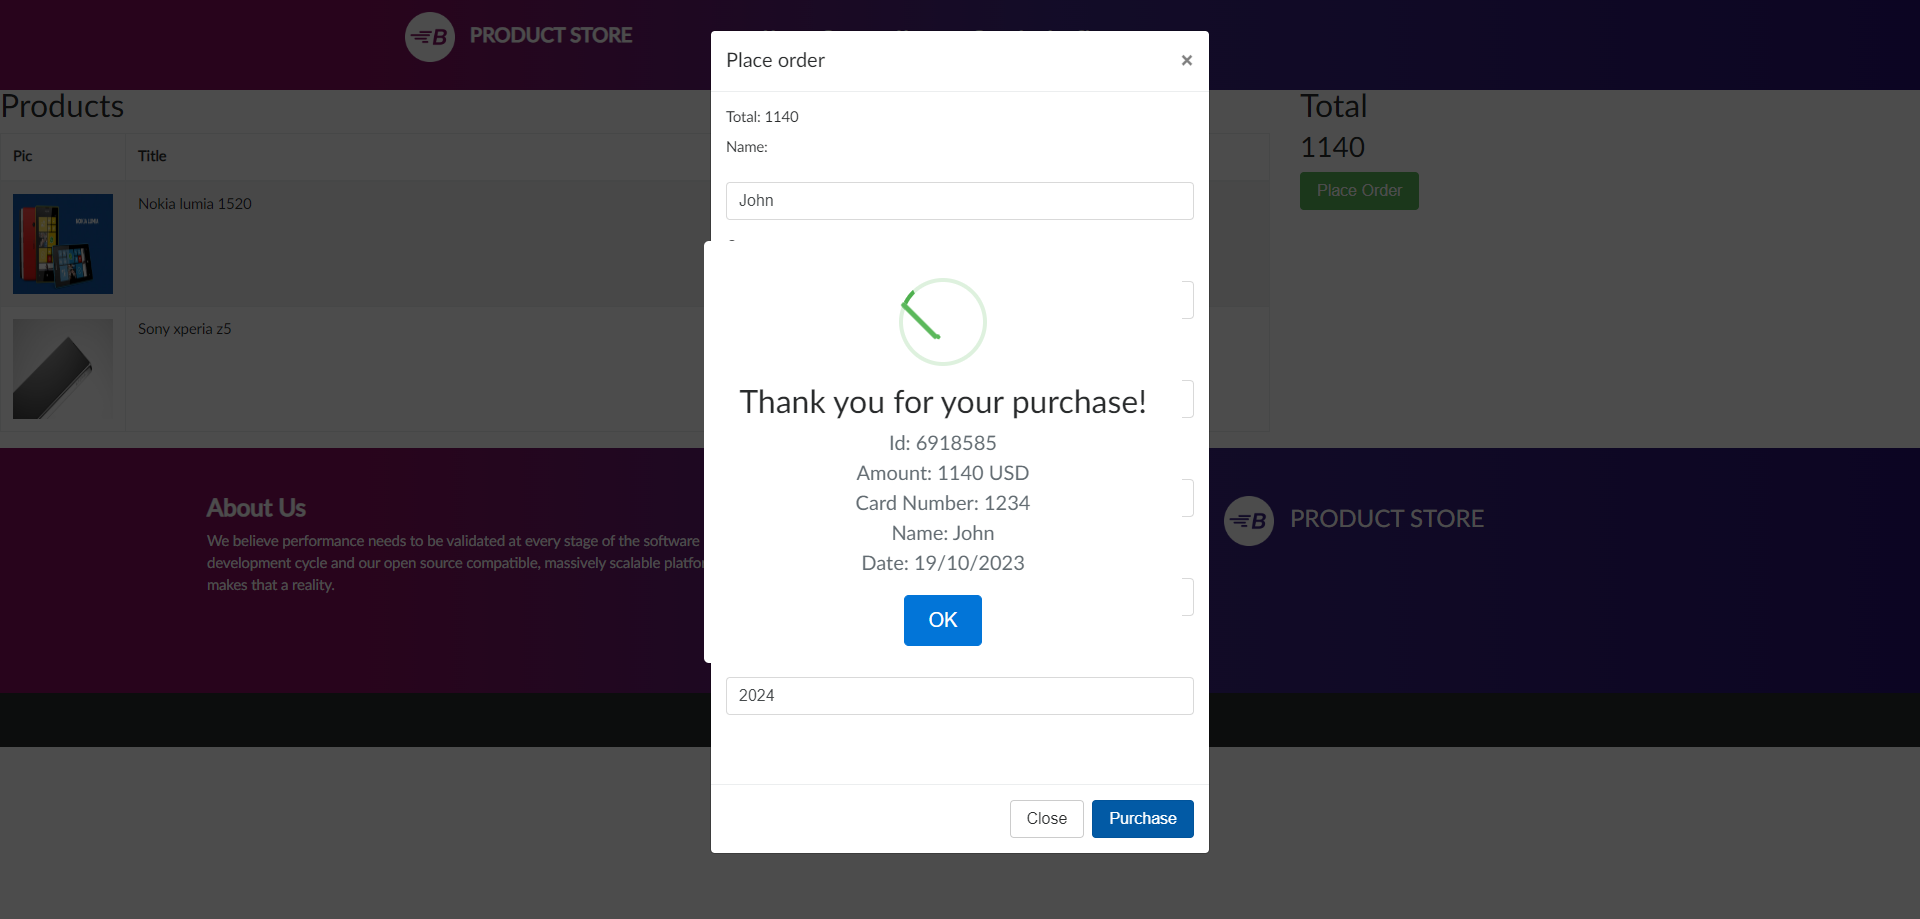 B PRODUCT STORE
Place order ×
Total: 1140
Name:
John
Products
Pic Title
Nokia lumia 1520
Sony xperia z5
Total
1140
Place Order
Thank you for your purchase!
Id: 6918585
Amount: 1140 USD
Card Number: 1234
Name: John
Date: 19/10/2023
OK
2024
Close Purchase
About Us
We believe performance needs to be validated at every stage of the software
development cycle and our open source compatible, massively scalable
makes that a reality.
B PRODUCT STORE